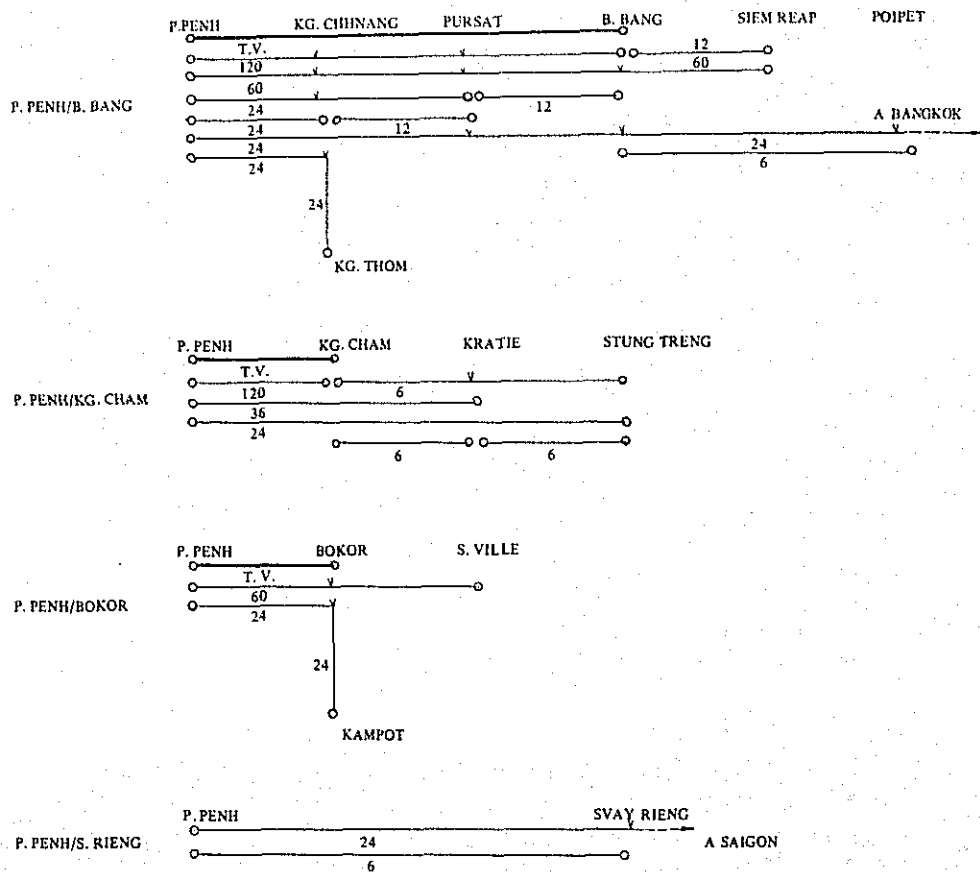 P.PENH KG. CHHNANG PURSAT B. BANG SIEM REAP POIPET
T.V. 12
120 60
P. PENH/B. BANG 60 12
24 12 A BANGKOK
24 24
24 6
24
KG. THOM
P. PENH KG. CHAM KRATIE STUNG TRENG
T.V.
P. PENH/KG. CHAM 120 6
36
24
6 6
P. PENH BOKOR S. VILLE
T. V.
P. PENH/BOKOR 60
24
24
KAMPOT
P. PENH SVAY RIENG
P. PENH/S. RIENG 24 A SAIGON
6